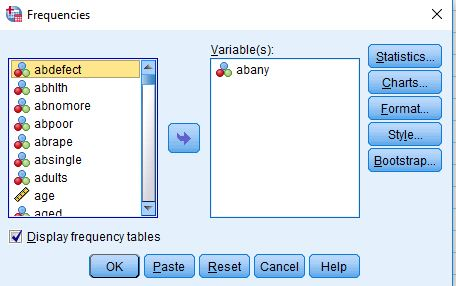 Frequencies
abdefect
abhlth
abnomore
abpoor
abrape
absingle
adults
age
aged
Variable(s):
abany
Statistics...
Charts...
Format...
Style...
Bootstrap...
Display frequency tables
OK
Paste
Reset
Cancel
Help